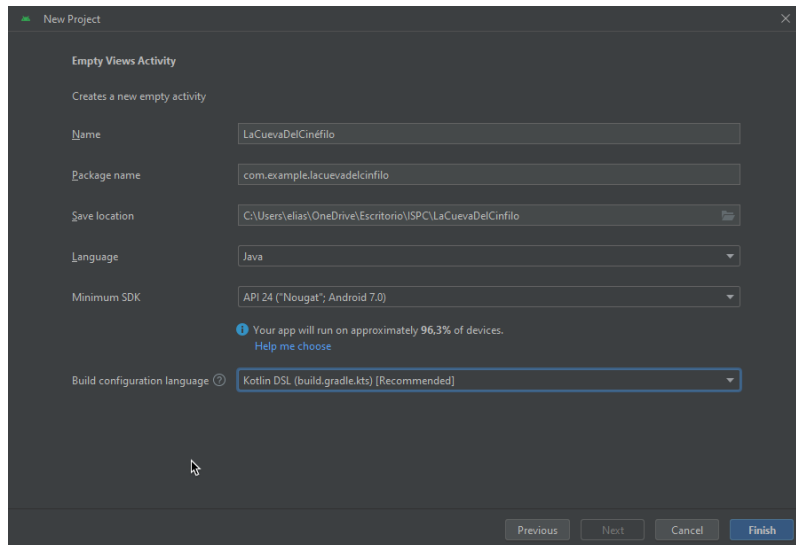 New Project
Empty Views Activity
Creates a new empty activity
Name LaCuevaDelCinéfilo
Package name com.example.lacuevadelcinfilo
Save location C:\Users\elias\OneDrive\Escritorio\ISPC\LaCuevaDelCinfilo
Language Java
Minimum SDK API 24 ("Nougat"; Android 7.0)
Your app will run on approximately 96,3% of devices.
Help me choose
Build configuration language Kotlin DSL (build.gradle.kts) [Recommended]
Previous Next Cancel Finish